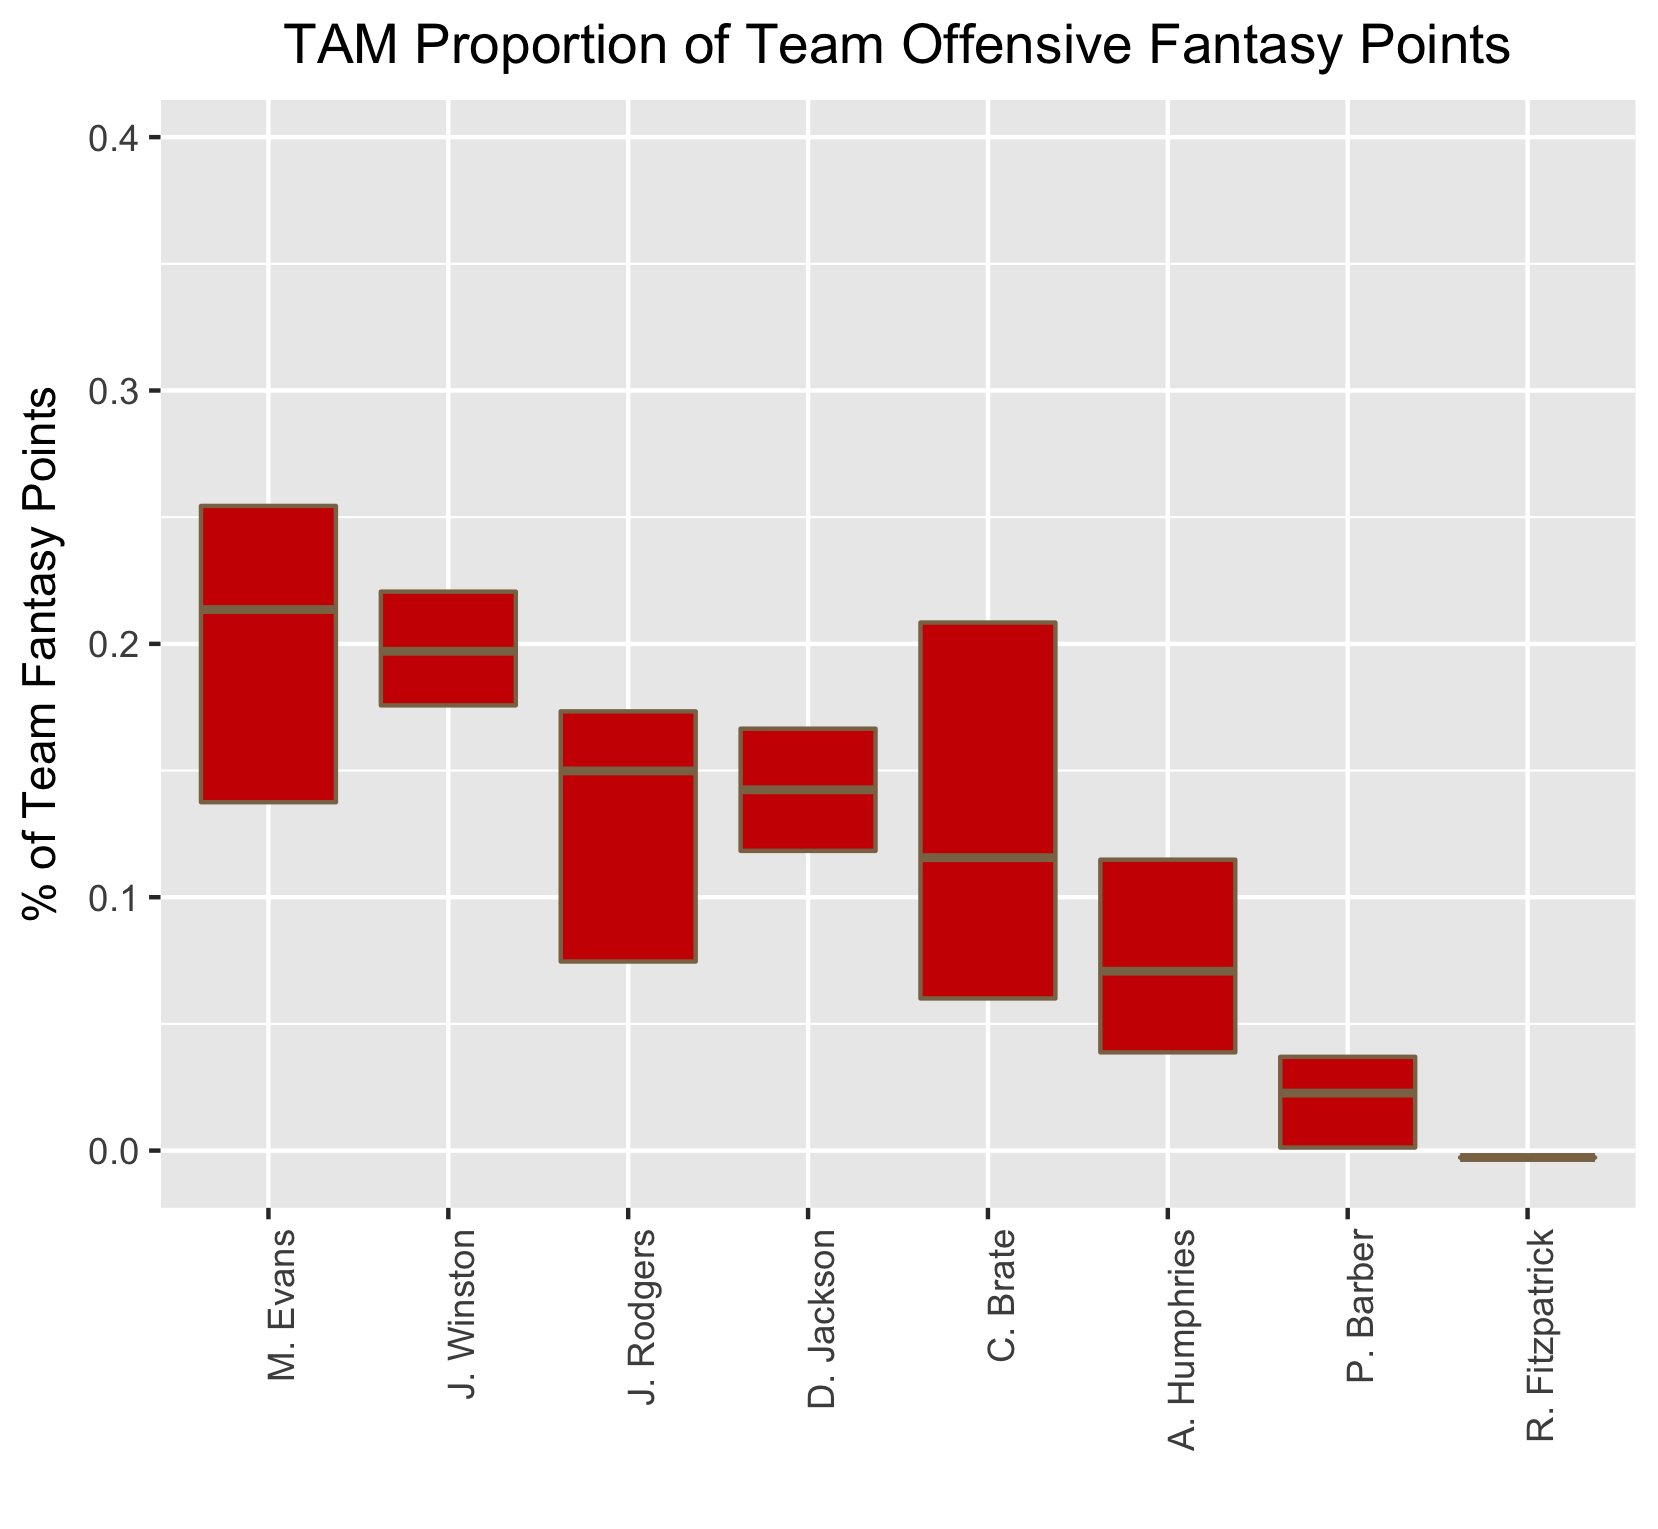 TAM Proportion of Team Offensive Fantasy Points
% of Team Fantasy Points
0.4
0.3
0.2
0.1
0.0
M. Evans
J. Winston
J. Rodgers
D. Jackson
C. Brate
A. Humphries
P. Barber
R. Fitzpatrick